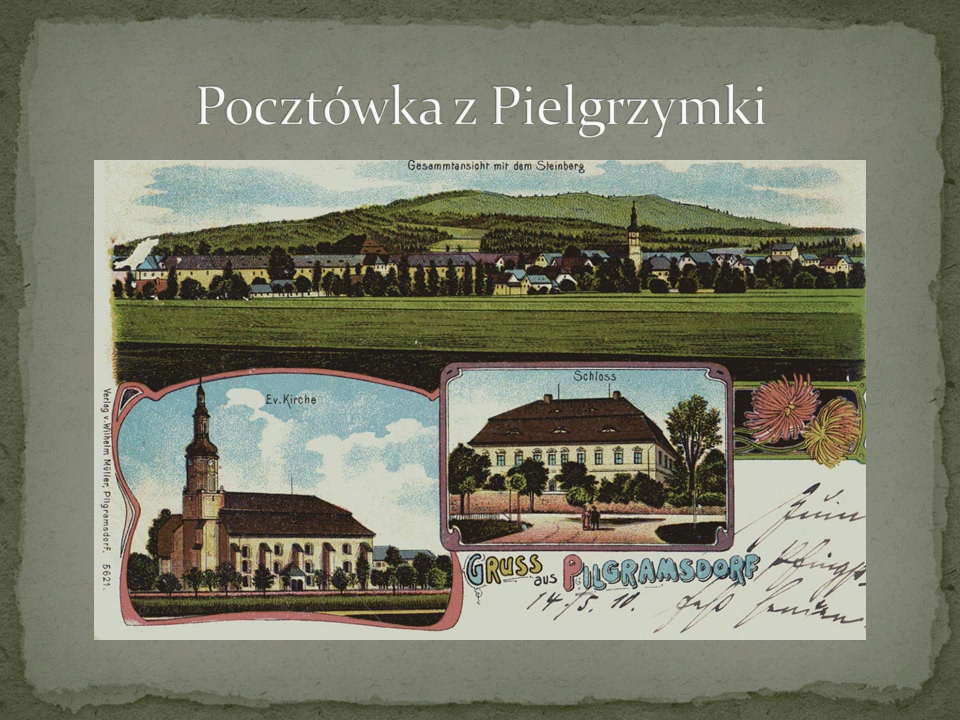 Pocztówka z Pielgrzymki
Gesammtansicht mit dem Steinberg
Ev. Kirche
Schloss
Verlag v. Wilhelm Müller, Pilgramsdorf. 5621.
GRUSS aus PILGRAMSDORF
14./5. 10.